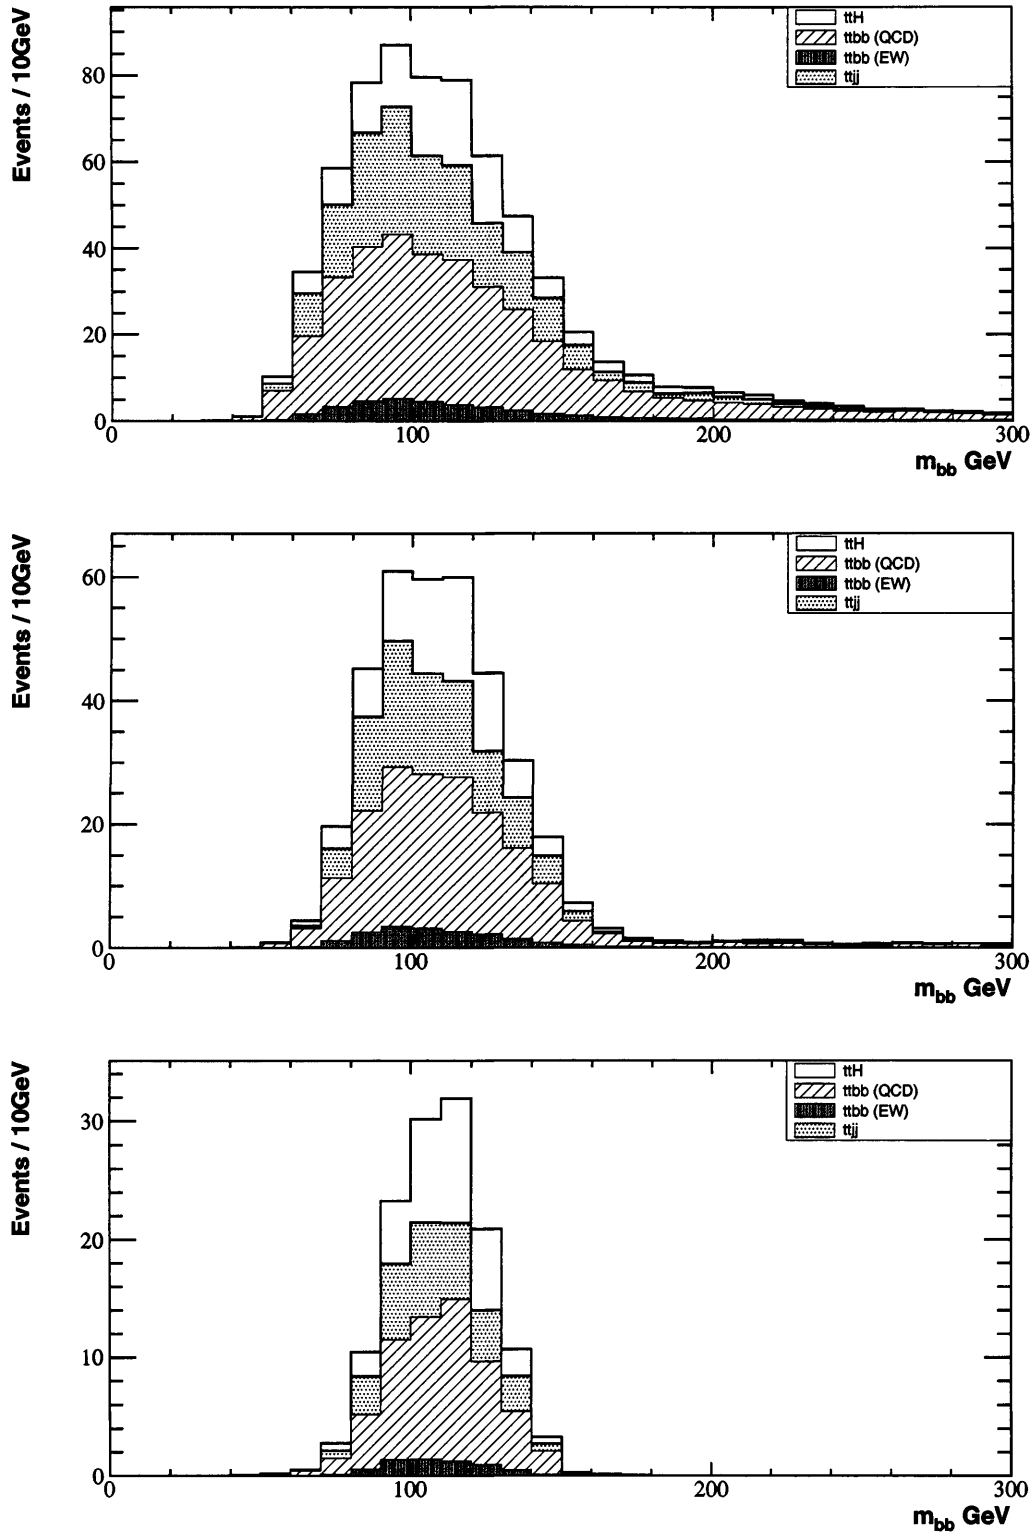 Events / 10GeV
ttH
ttbb (QCD)
ttbb (EW)
ttjj
80
60
40
20
0
0 100 200 300
m_bb GeV
Events / 10GeV
ttH
ttbb (QCD)
ttbb (EW)
ttjj
60
40
20
0
0 100 200 300
m_bb GeV
Events / 10GeV
ttH
ttbb (QCD)
ttbb (EW)
ttjj
30
20
10
0
0 100 200 300
m_bb GeV